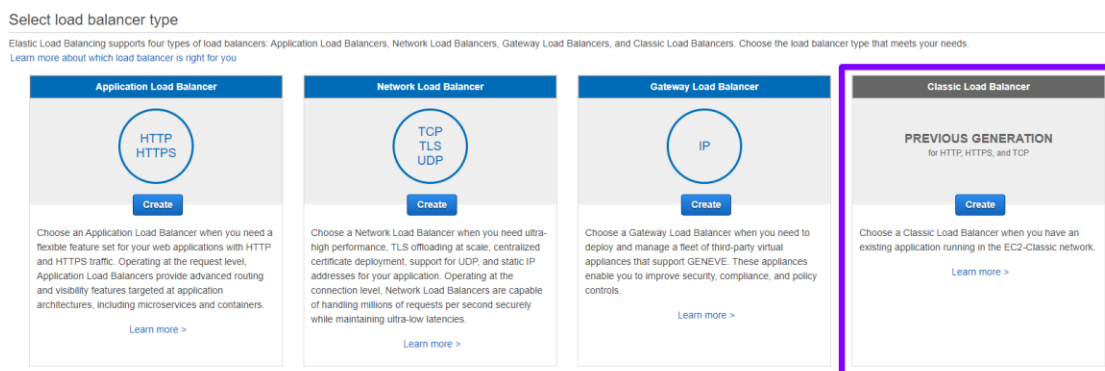 Select load balancer type
Elastic Load Balancing supports four types of load balancers: Application Load Balancers, Network Load Balancers, Gateway Load Balancers, and Classic Load Balancers. Choose the load balancer type that meets your needs.
Learn more about which load balancer is right for you
Application Load Balancer
HTTP
HTTPS
Create
Choose an Application Load Balancer when you need a
flexible feature set for your web applications with HTTP
and HTTPS traffic. Operating at the request level,
Application Load Balancers provide advanced routing
and visibility features targeted at application
architectures, including microservices and containers.
Learn more >
Network Load Balancer
TCP
TLS
UDP
Create
Choose a Network Load Balancer when you need ultra-
high performance, TLS offloading at scale, centralized
certificate deployment, support for UDP, and static IP
addresses for your application. Operating at the
connection level, Network Load Balancers are capable
of handling millions of requests per second securely
while maintaining ultra-low latencies.
Learn more >
Gateway Load Balancer
IP
Create
Choose a Gateway Load Balancer when you need to
deploy and manage a fleet of third-party virtual
appliances that support GENEVE. These appliances
enable you to improve security, compliance, and policy
controls.
Learn more >
Classic Load Balancer
PREVIOUS GENERATION
for HTTP, HTTPS, and TCP
Create
Choose a Classic Load Balancer when you have an
existing application running in the EC2-Classic network.
Learn more >